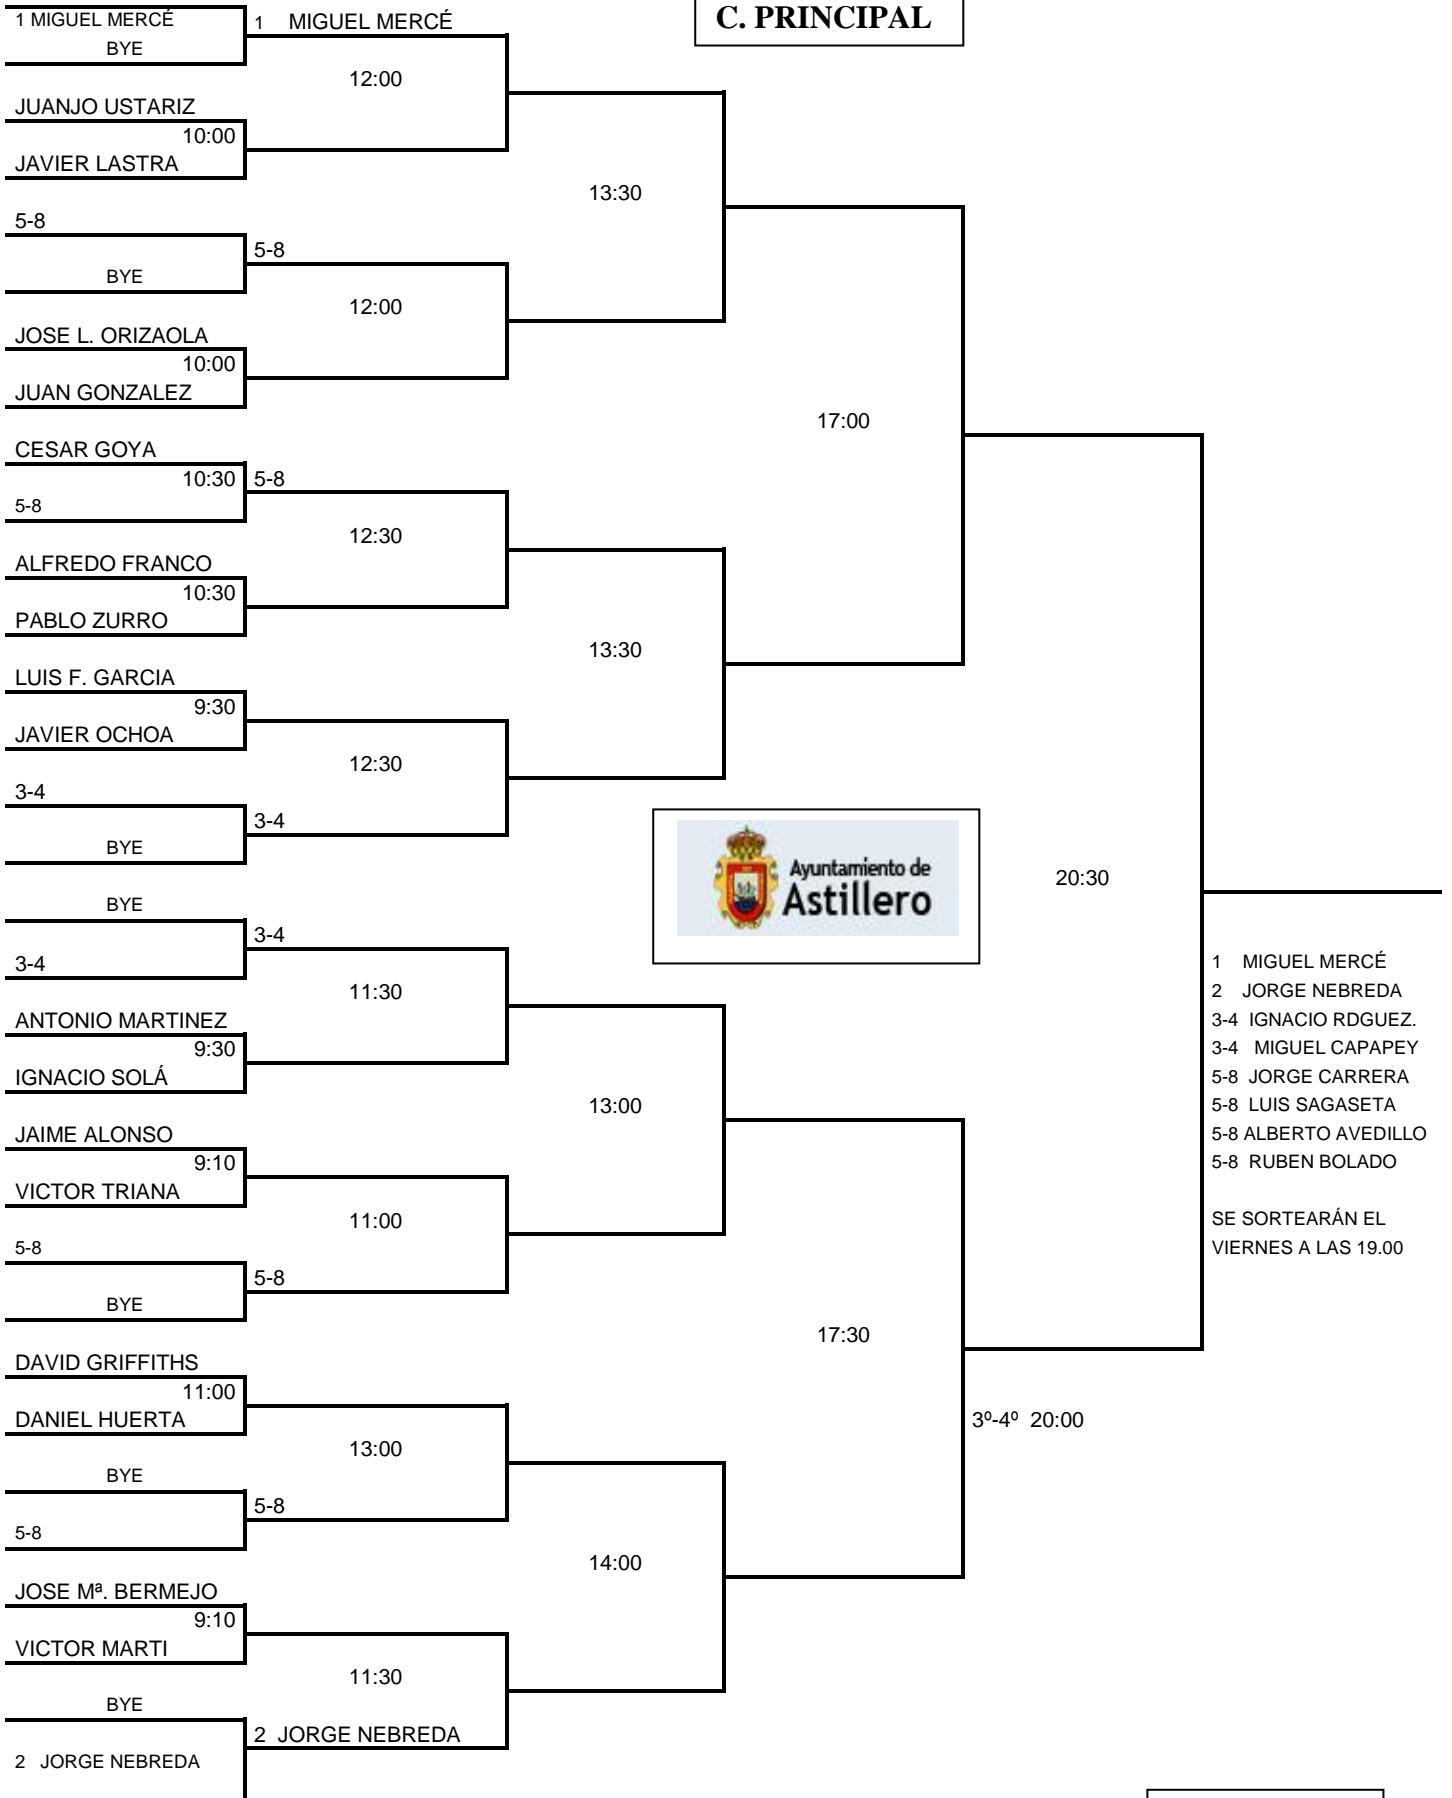 C. PRINCIPAL
1 MIGUEL MERCÉ
1 MIGUEL MERCÉ
BYE
12:00
JUANJO USTARIZ
10:00
JAVIER LASTRA
13:30
5-8
5-8
BYE
12:00
JOSE L. ORIZAOLA
10:00
JUAN GONZALEZ
17:00
CESAR GOYA
10:30
5-8
5-8
12:30
ALFREDO FRANCO
10:30
PABLO ZURRO
13:30
LUIS F. GARCIA
9:30
JAVIER OCHOA
12:30
3-4
3-4
BYE
Ayuntamiento de
Astillero
20:30
BYE
3-4
3-4
11:30
ANTONIO MARTINEZ
9:30
IGNACIO SOLÁ
13:00
JAIME ALONSO
9:10
VICTOR TRIANA
11:00
5-8
5-8
BYE
17:30
DAVID GRIFFITHS
11:00
DANIEL HUERTA
3º-4º 20:00
13:00
BYE
5-8
5-8
14:00
JOSE Mª. BERMEJO
9:10
VICTOR MARTI
11:30
BYE
2 JORGE NEBREDA
2 JORGE NEBREDA
1 MIGUEL MERCÉ
2 JORGE NEBREDA
3-4 IGNACIO RDGUEZ.
3-4 MIGUEL CAPAPEY
5-8 JORGE CARRERA
5-8 LUIS SAGASETA
5-8 ALBERTO AVEDILLO
5-8 RUBEN BOLADO
SE SORTEARÁN EL
VIERNES A LAS 19.00